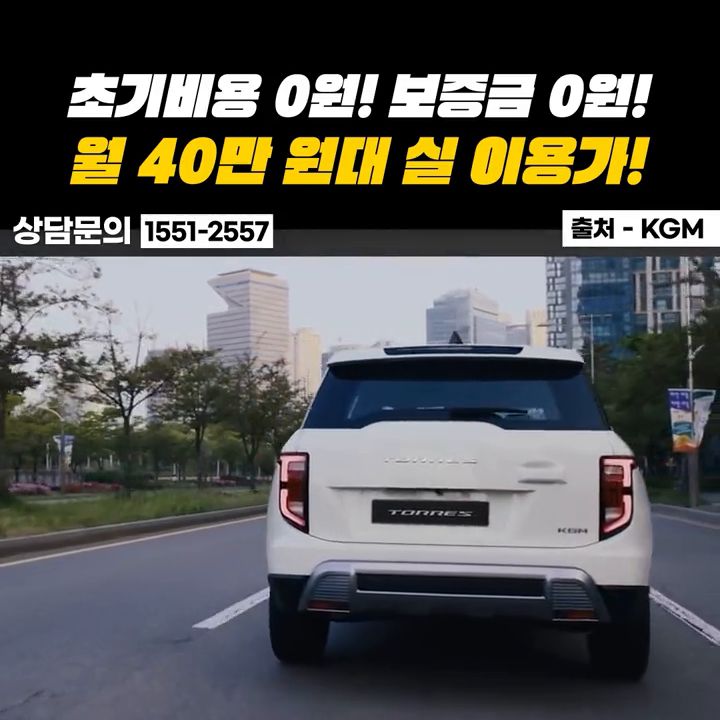 초기비용 0원! 보증금 0원!
월 40만 원대 실 이용가!
상담문의 1551-2557
출처 - KGM
TORRES
TORRES
KGM